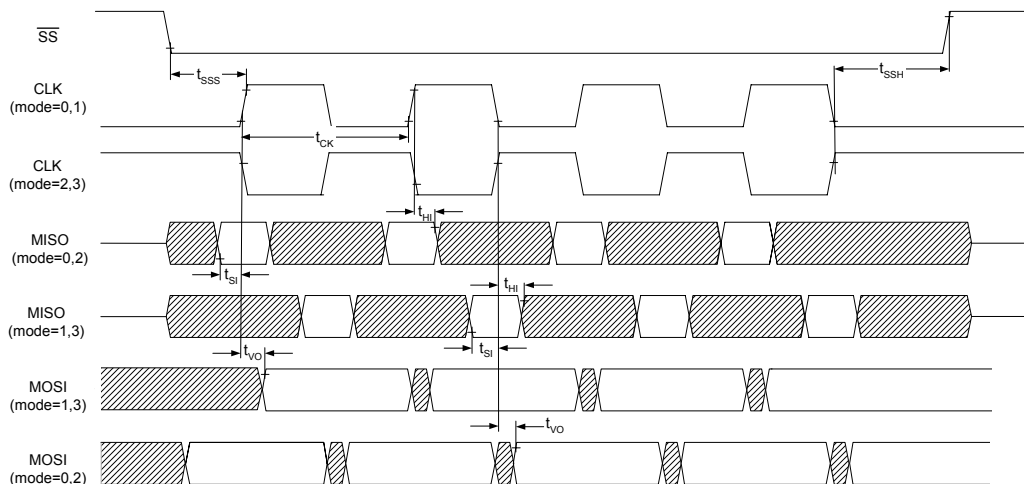 SS
t_SSS
t_SSH
CLK
(mode=0,1)
t_CK
CLK
(mode=2,3)
t_HI
MISO
(mode=0,2)
t_SI
t_HI
MISO
(mode=1,3)
t_SI
t_VO
MOSI
(mode=1,3)
t_VO
MOSI
(mode=0,2)